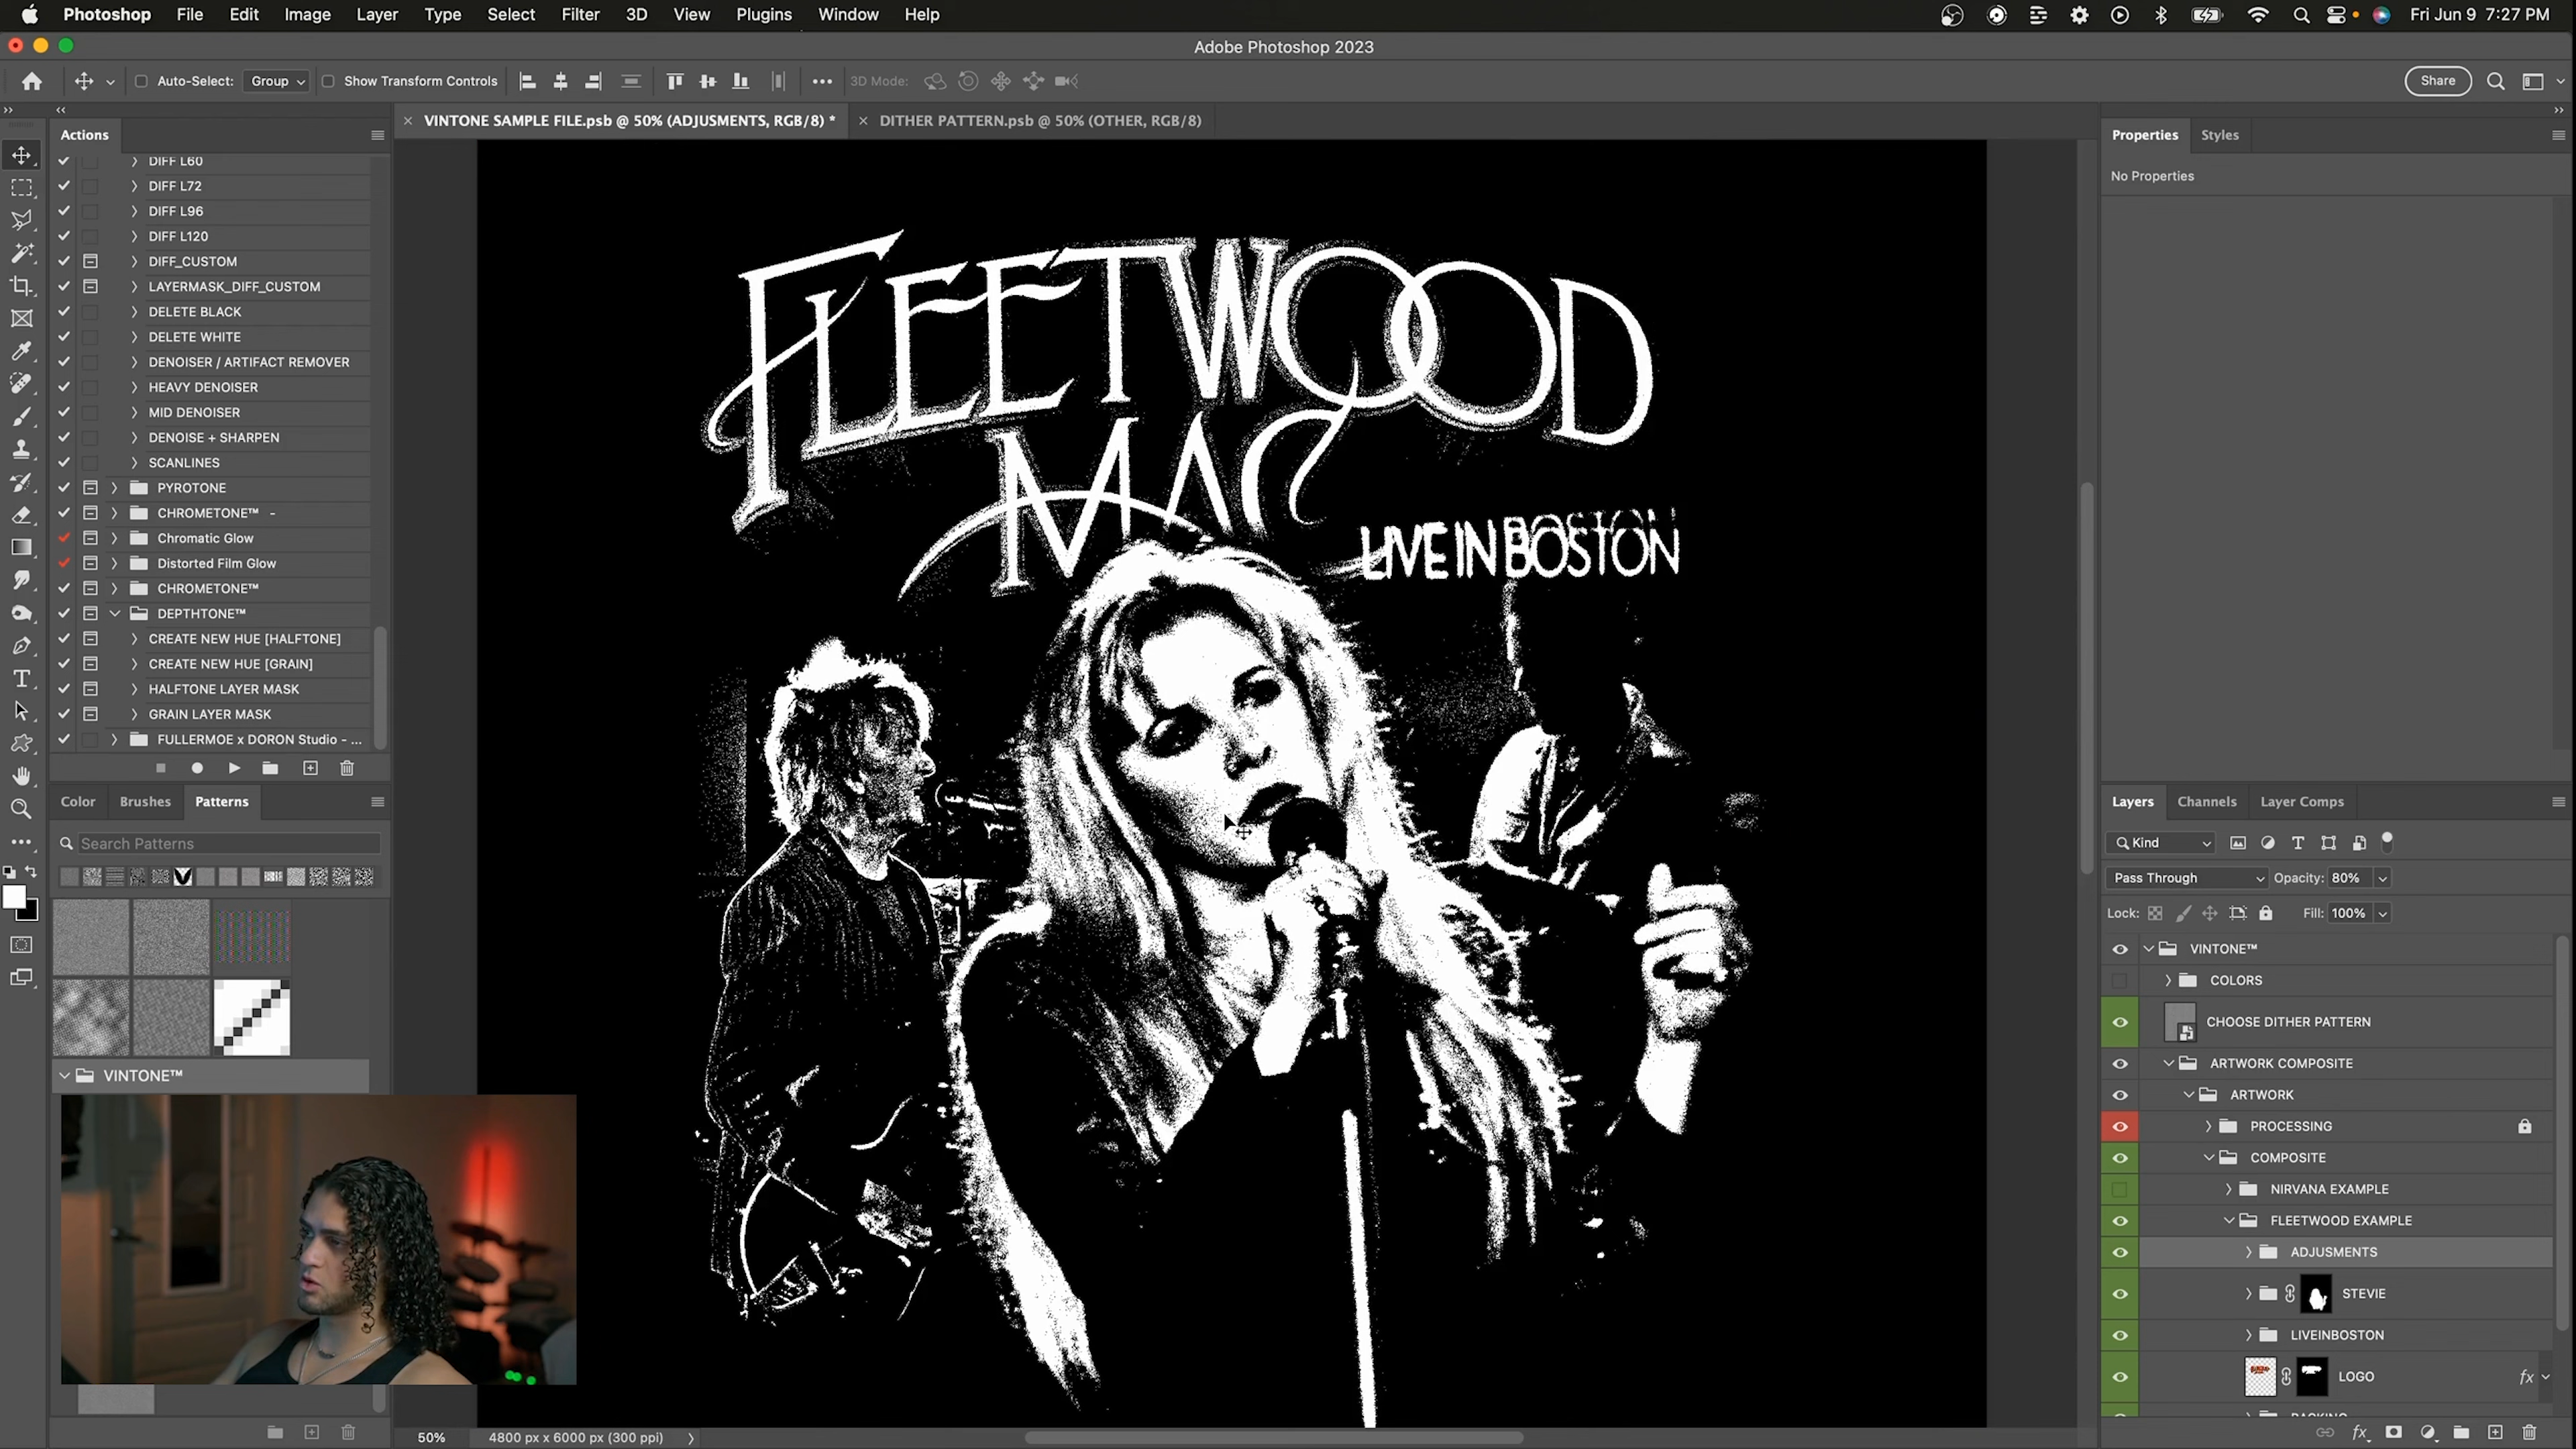 Photoshop File Edit Image Layer Type Select Filter 3D View Plugins Window Help Fri Jun 9 7:27 PM
Adobe Photoshop 2023
Auto-Select: Group Show Transform Controls 3D Mode: Share
Actions
VINTONE SAMPLE FILE.psb @ 50% (ADJUSMENTS, RGB/8) *
DITHER PATTERN.psb @ 50% (OTHER, RGB/8)
Properties Styles
No Properties
DIFF L60
DIFF L72
DIFF L96
DIFF L120
DIFF_CUSTOM
LAYERMASK_DIFF_CUSTOM
DELETE BLACK
DELETE WHITE
DENOISER / ARTIFACT REMOVER
HEAVY DENOISER
MID DENOISER
DENOISE + SHARPEN
SCANLINES
PYROTONE
CHROMETONE™ -
Chromatic Glow
Distorted Film Glow
CHROMETONE™
DEPTHTONE™
CREATE NEW HUE [HALFTONE]
CREATE NEW HUE [GRAIN]
HALFTONE LAYER MASK
GRAIN LAYER MASK
FULLERMOE x DORON Studio - ...
Color Brushes Patterns
Search Patterns
VINTONE™
FLEETWOOD
MAC
LIVE IN BOSTON
50% 4800 px x 6000 px (300 ppi)
Layers Channels Layer Comps
Kind
Pass Through Opacity: 80%
Lock: Fill: 100%
VINTONE™
COLORS
CHOOSE DITHER PATTERN
ARTWORK COMPOSITE
ARTWORK
PROCESSING
COMPOSITE
NIRVANA EXAMPLE
FLEETWOOD EXAMPLE
ADJUSMENTS
STEVIE
LIVEINBOSTON
LOGO fx
fx